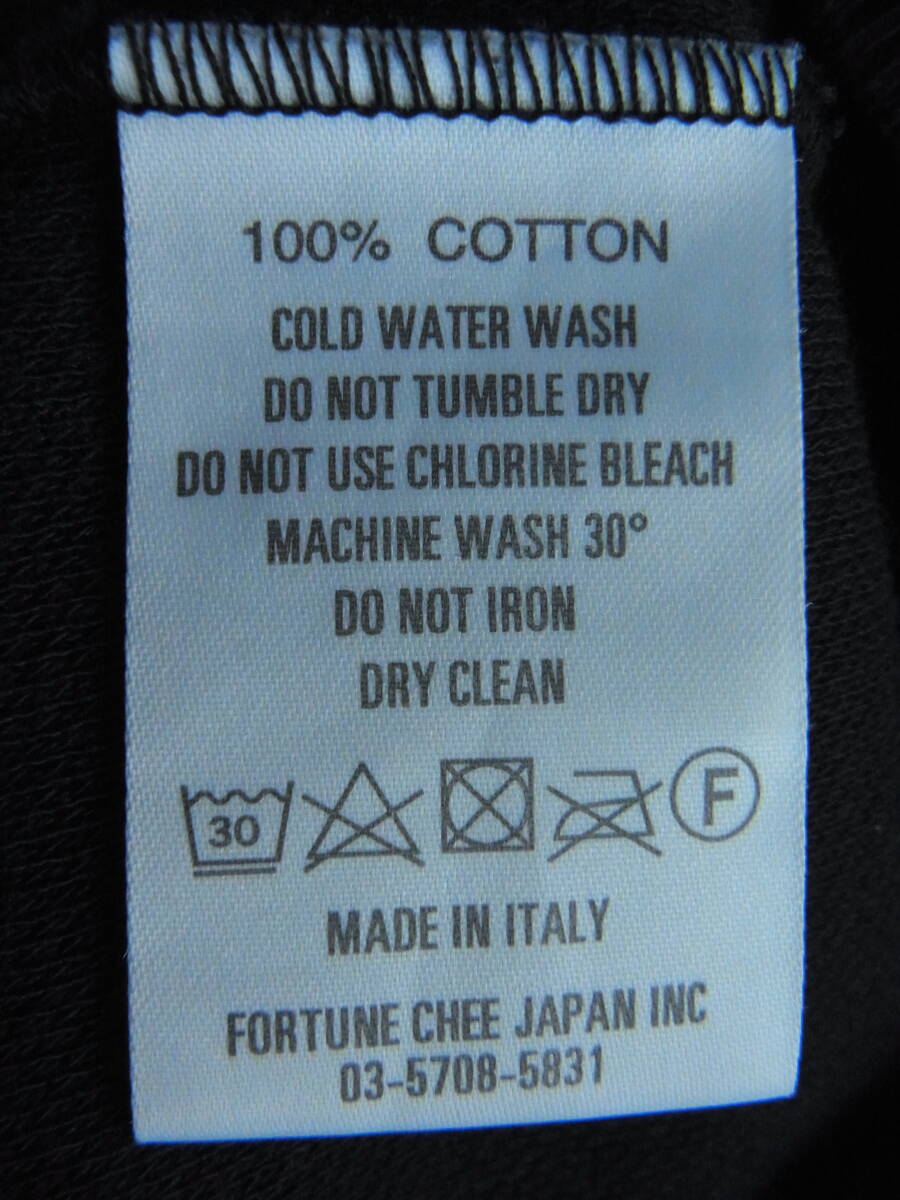 100% COTTON
COLD WATER WASH
DO NOT TUMBLE DRY
DO NOT USE CHLORINE BLEACH
MACHINE WASH 30°
DO NOT IRON
DRY CLEAN
30 F
MADE IN ITALY
FORTUNE CHEE JAPAN INC
03-5708-5831